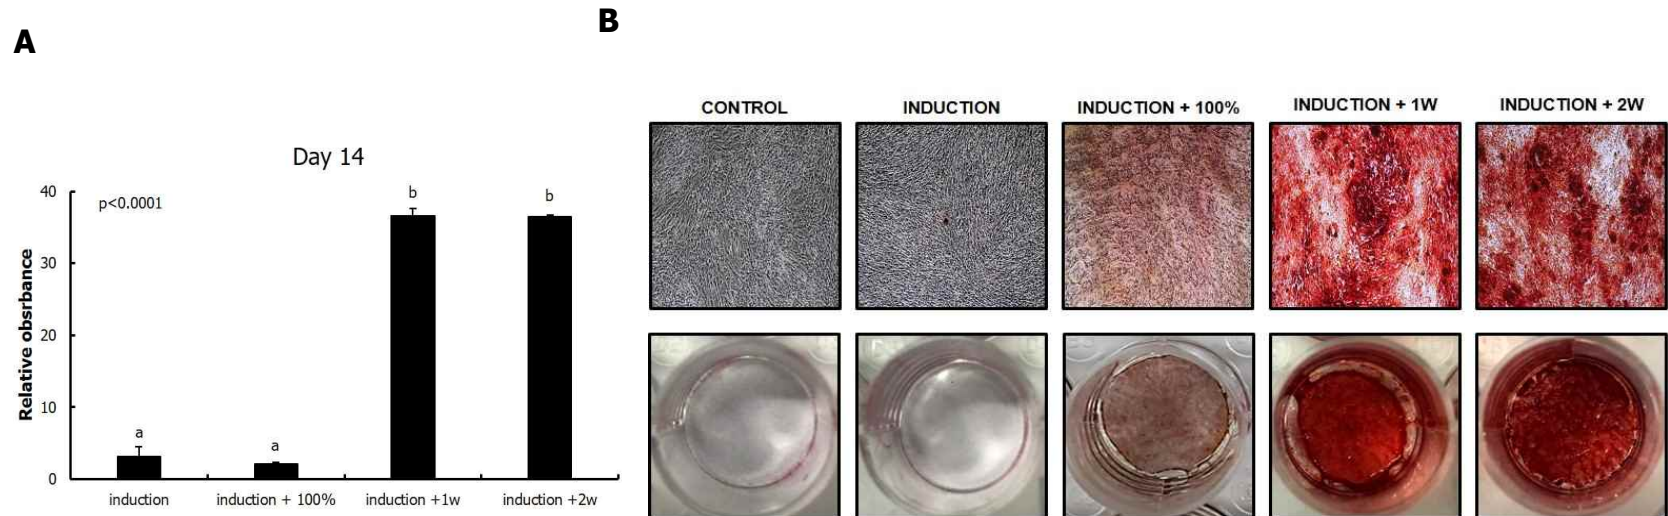 A
B
Day 14
p<0.0001
Relative obsrbance
40
30
20
10
0
a
a
b
b
induction
induction + 100%
induction +1w
induction +2w
CONTROL
INDUCTION
INDUCTION + 100%
INDUCTION + 1W
INDUCTION + 2W